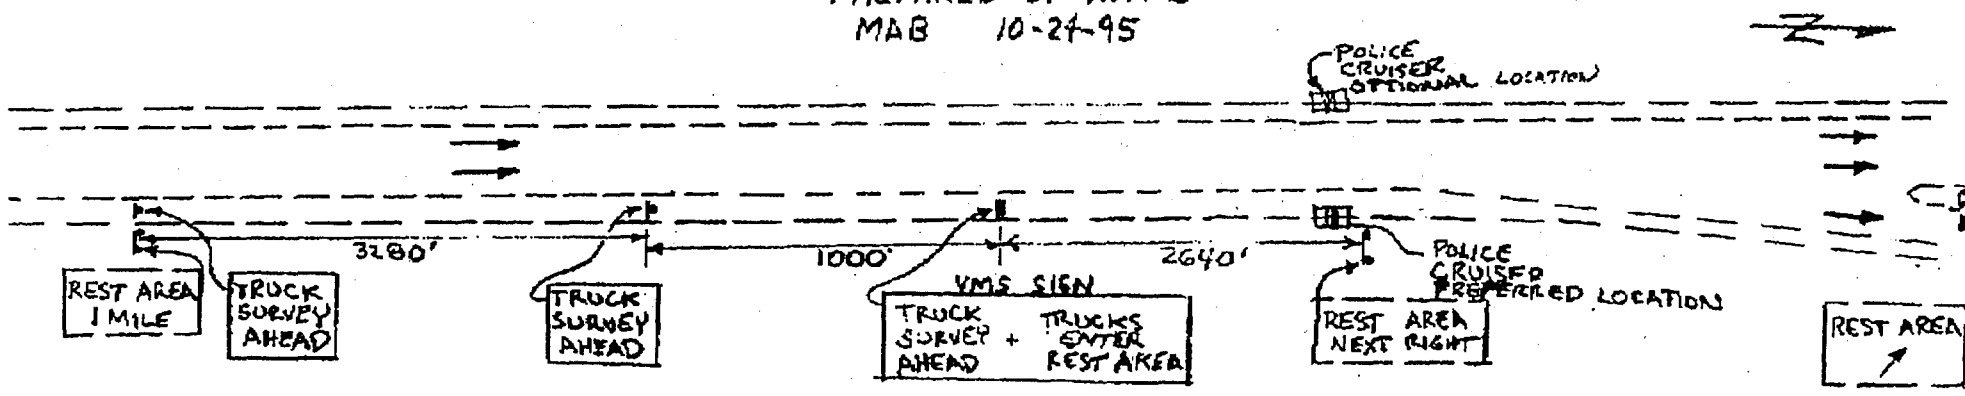 MAB 10-24-95
Z
POLICE
CRUISER
OPTIONAL LOCATION
3280'
1000'
2640'
REST AREA
1 MILE
TRUCK
SURVEY
AHEAD
TRUCK
SURVEY
AHEAD
VMS SIGN
TRUCK
SURVEY +
AHEAD
TRUCKS
ENTER
REST AREA
POLICE
CRUISER
PREFERRED LOCATION
REST AREA
NEXT RIGHT
REST AREA